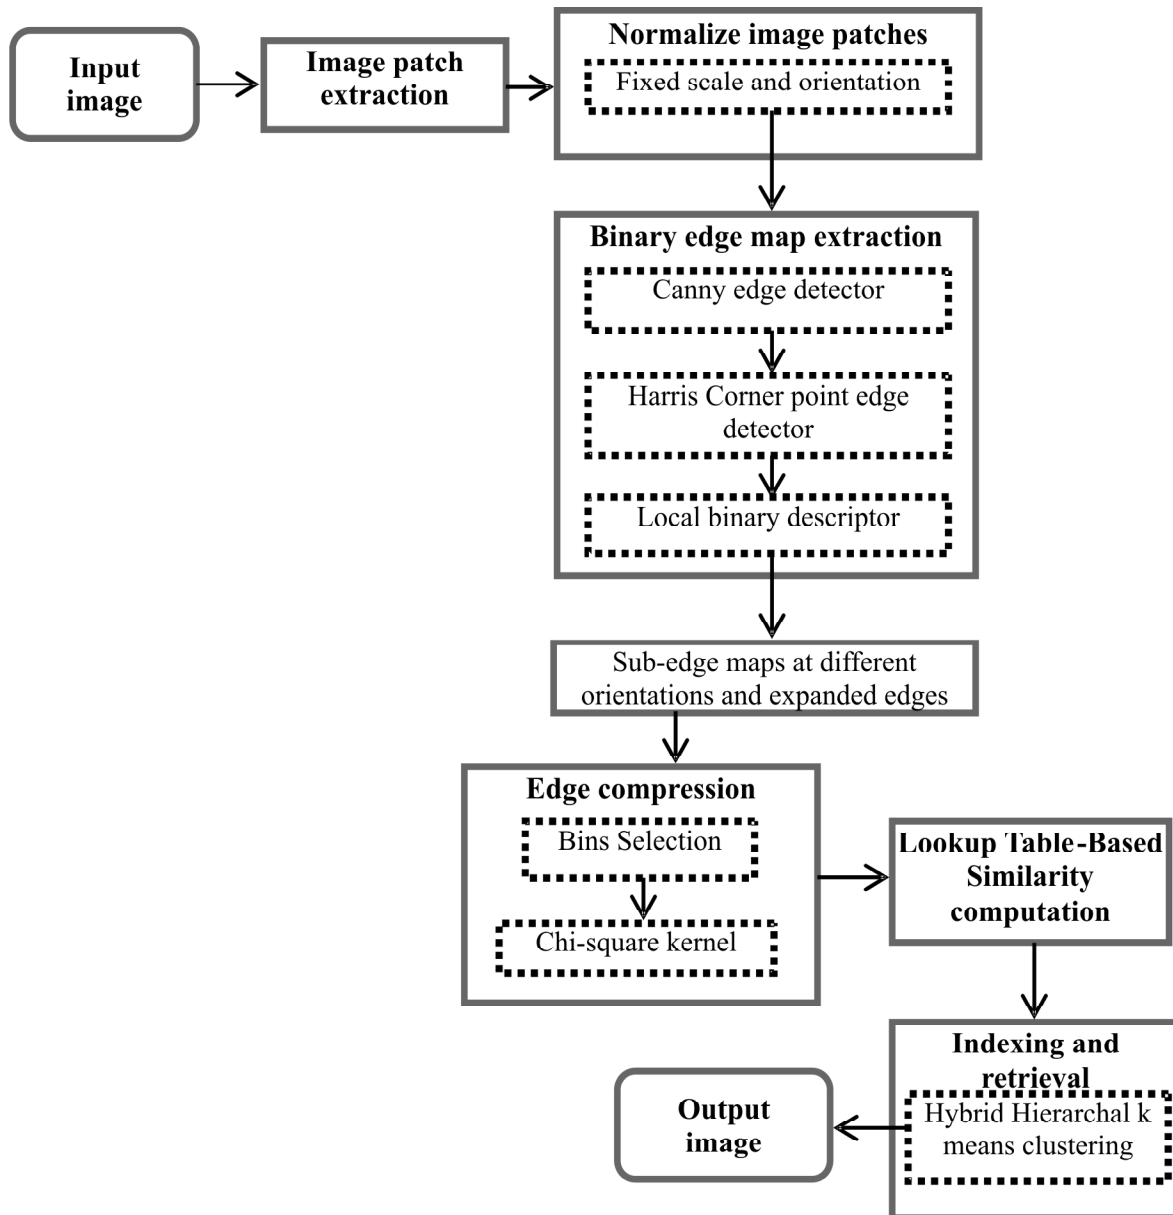 Input
image
Image patch
extraction
Normalize image patches
Fixed scale and orientation
Binary edge map extraction
Canny edge detector
Harris Corner point edge
detector
Local binary descriptor
Sub-edge maps at different
orientations and expanded edges
Edge compression
Bins Selection
Chi-square kernel
Lookup Table-Based
Similarity
computation
Indexing and
retrieval
Hybrid Hierarchal k
means clustering
Output
image